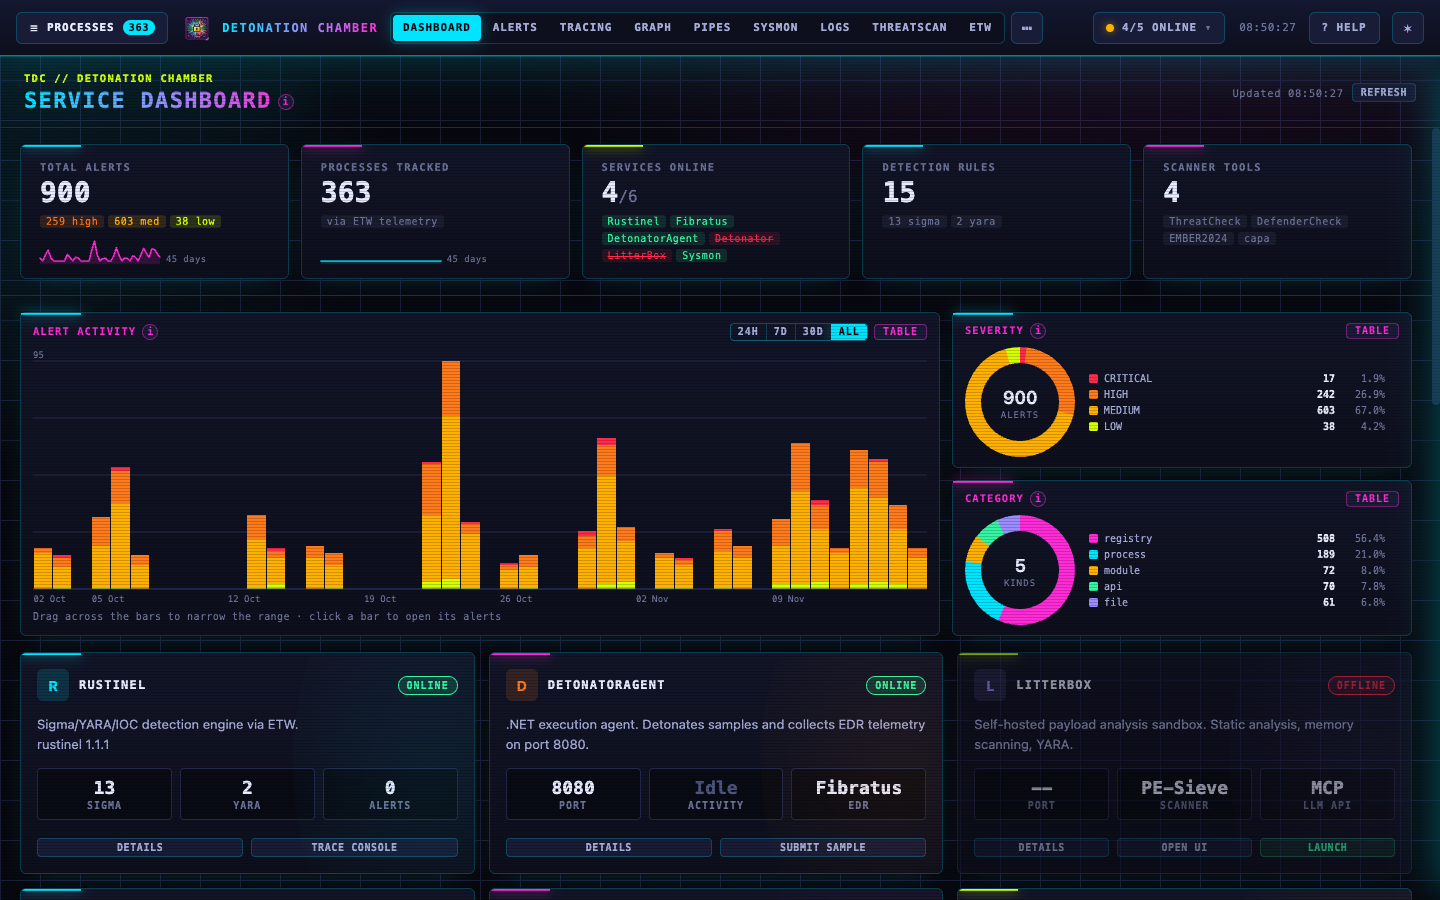 ≡ PROCESSES 363
DETONATION CHAMBER
DASHBOARD ALERTS TRACING GRAPH PIPES SYSMON LOGS THREATSCAN ETW
4/5 ONLINE ▾ 08:50:27 ? HELP
TDC // DETONATION CHAMBER
SERVICE DASHBOARD i
Updated 08:50:27 REFRESH
TOTAL ALERTS
900
259 high 603 med 38 low
45 days
PROCESSES TRACKED
363
via ETW telemetry
45 days
SERVICES ONLINE
4/6
Rustinel Fibratus
DetonatorAgent Detonator
LitterBox Sysmon
DETECTION RULES
15
13 sigma 2 yara
SCANNER TOOLS
4
ThreatCheck DefenderCheck
EMBER2024 capa
ALERT ACTIVITY i
24H 7D 30D ALL TABLE
95
02 Oct 05 Oct 12 Oct 19 Oct 26 Oct 02 Nov 09 Nov
Drag across the bars to narrow the range · click a bar to open its alerts
SEVERITY i TABLE
900
ALERTS
CRITICAL 17 1.9%
HIGH 242 26.9%
MEDIUM 603 67.0%
LOW 38 4.2%
CATEGORY i TABLE
5
KINDS
registry 508 56.4%
process 189 21.0%
module 72 8.0%
api 70 7.8%
file 61 6.8%
R RUSTINEL ONLINE
Sigma/YARA/IOC detection engine via ETW.
rustinel 1.1.1
13 2 0
SIGMA YARA ALERTS
DETAILS TRACE CONSOLE
D DETONATORAGENT ONLINE
.NET execution agent. Detonates samples and collects EDR telemetry
on port 8080.
8080 Idle Fibratus
PORT ACTIVITY EDR
DETAILS SUBMIT SAMPLE
L LITTERBOX OFFLINE
Self-hosted payload analysis sandbox. Static analysis, memory
scanning, YARA.
—— PE-Sieve MCP
PORT SCANNER LLM API
DETAILS OPEN UI LAUNCH